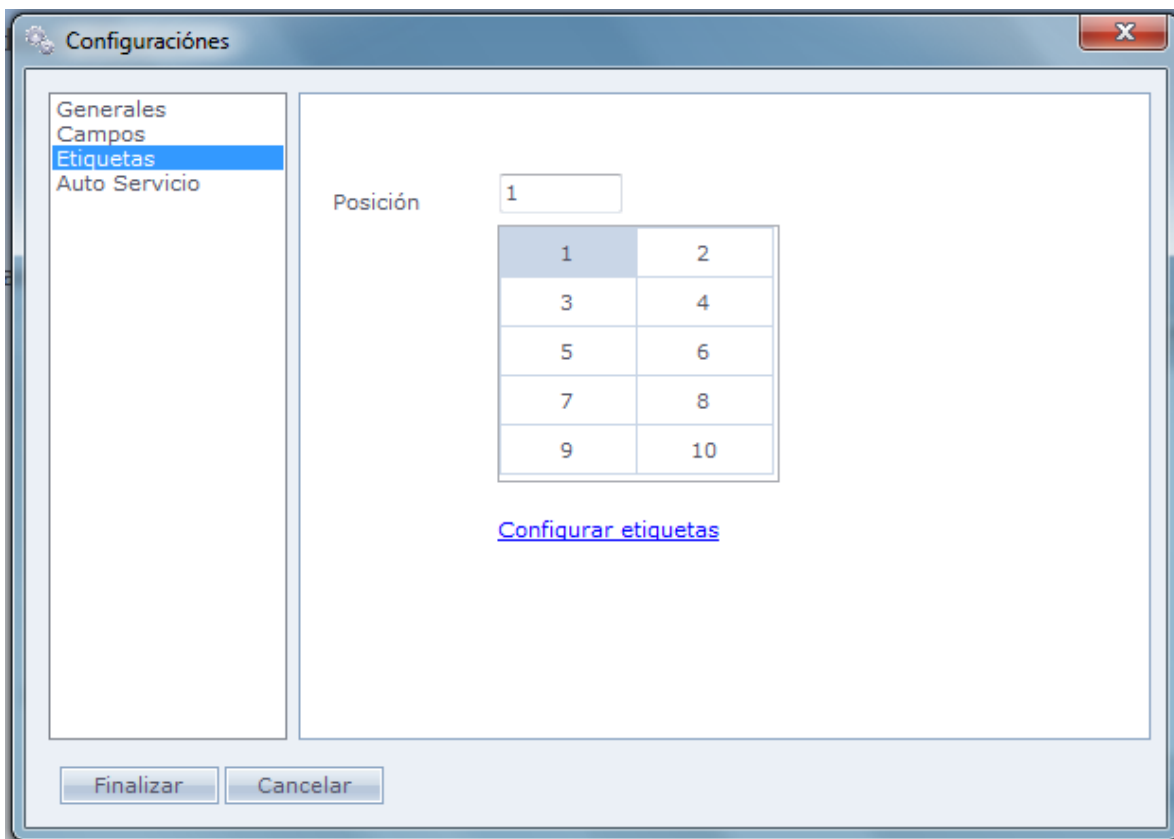 Configuraciónes
Generales
Campos
Etiquetas
Auto Servicio
Posición 1
1 2
3 4
5 6
7 8
9 10
Configurar etiquetas
Finalizar Cancelar